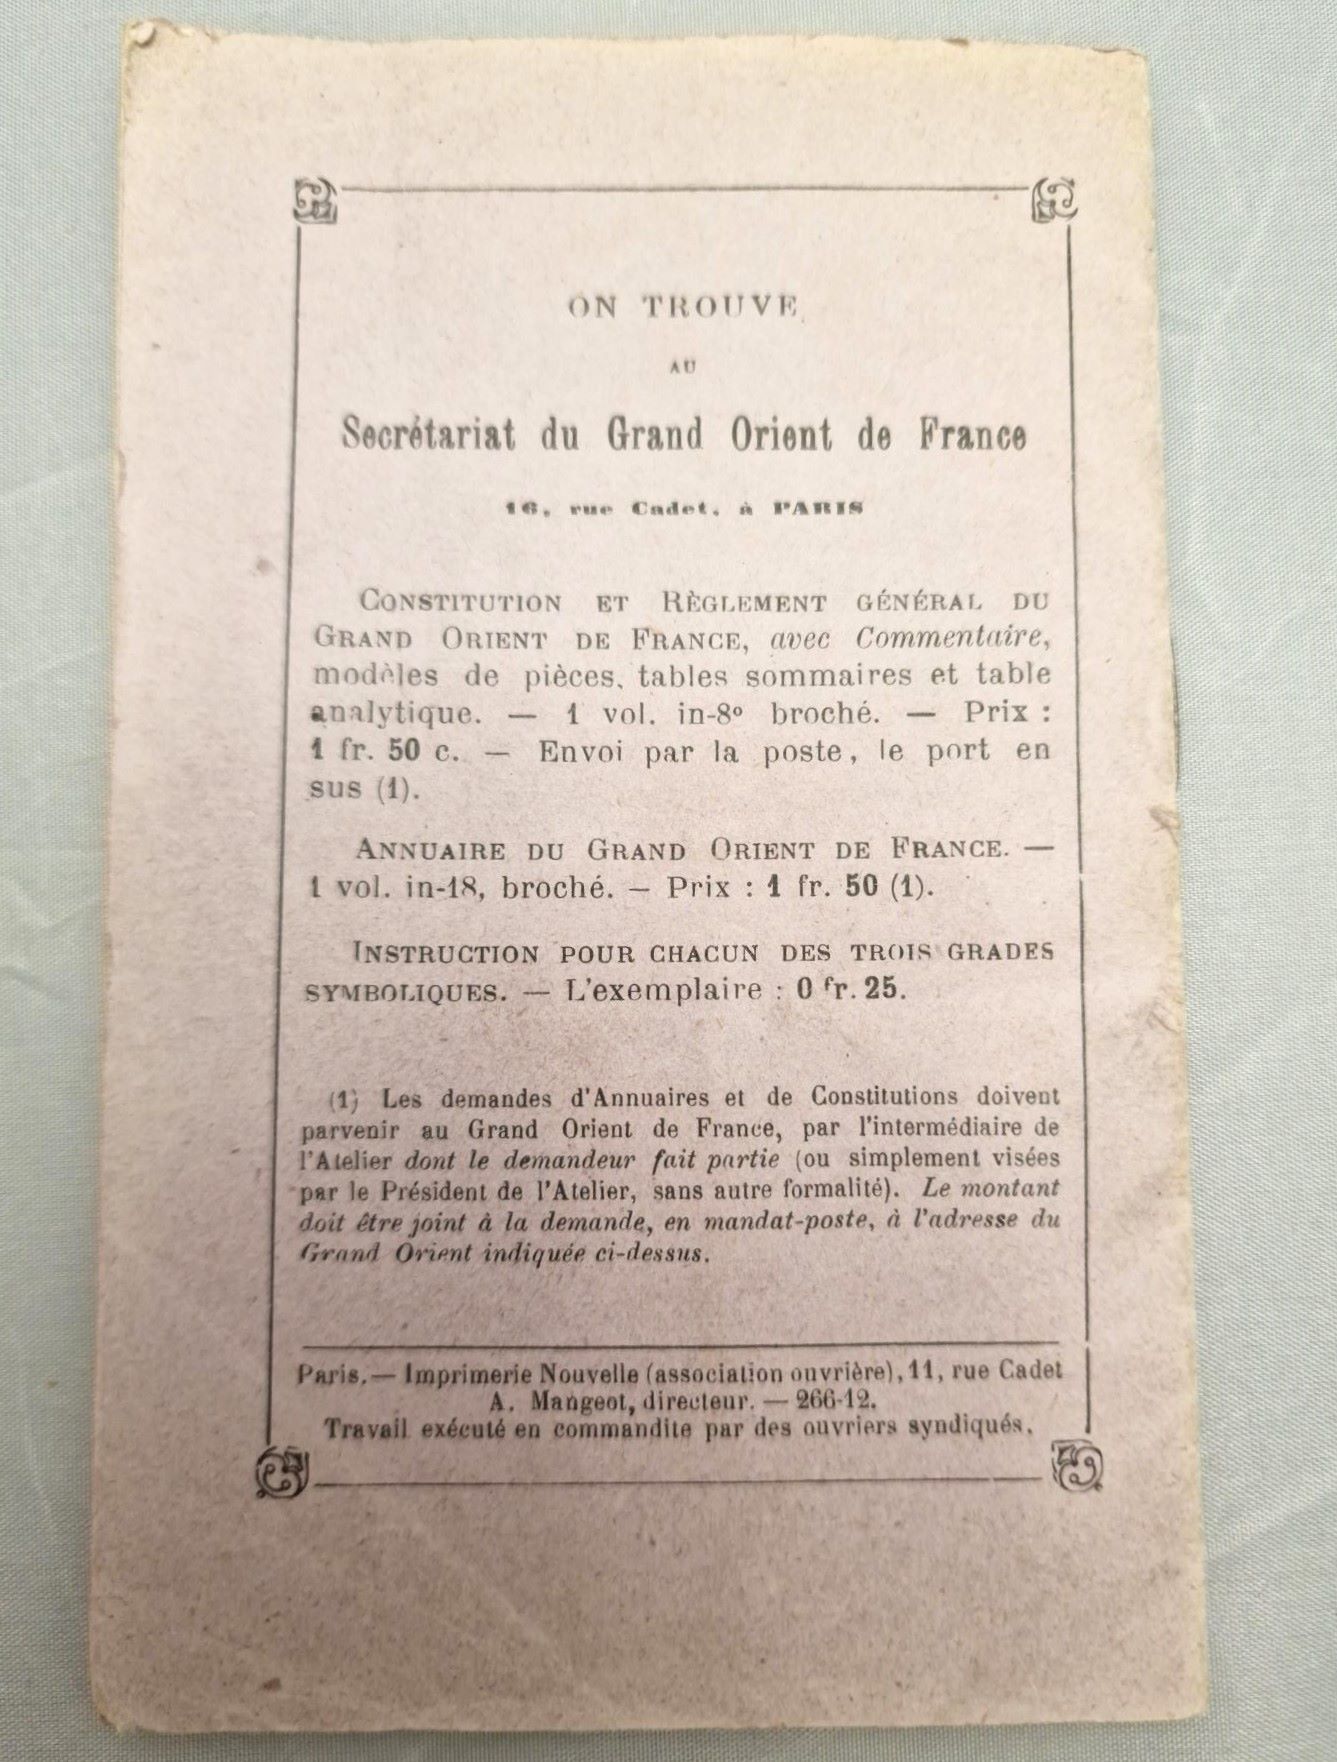 ON TROUVE
AU
Secrétariat du Grand Orient de France
16, rue Cadet, à PARIS
CONSTITUTION ET RÈGLEMENT GÉNÉRAL DU
GRAND ORIENT DE FRANCE, avec Commentaire,
modèles de pièces, tables sommaires et table
analytique. — 1 vol. in-8º broché. — Prix :
1 fr. 50 c. — Envoi par la poste, le port en
sus (1).
ANNUAIRE DU GRAND ORIENT DE FRANCE. —
1 vol. in-18, broché. — Prix : 1 fr. 50 (1).
INSTRUCTION POUR CHACUN DES TROIS GRADES
SYMBOLIQUES. — L'exemplaire : 0 fr. 25.
(1) Les demandes d'Annuaires et de Constitutions doivent
parvenir au Grand Orient de France, par l'intermédiaire de
l'Atelier dont le demandeur fait partie (ou simplement visées
par le Président de l'Atelier, sans autre formalité). Le montant
doit être joint à la demande, en mandat-poste, à l'adresse du
Grand Orient indiquée ci-dessus.
Paris. — Imprimerie Nouvelle (association ouvrière), 11, rue Cadet
A. Mangeot, directeur. — 266-12.
Travail exécuté en commandite par des ouvriers syndiqués.